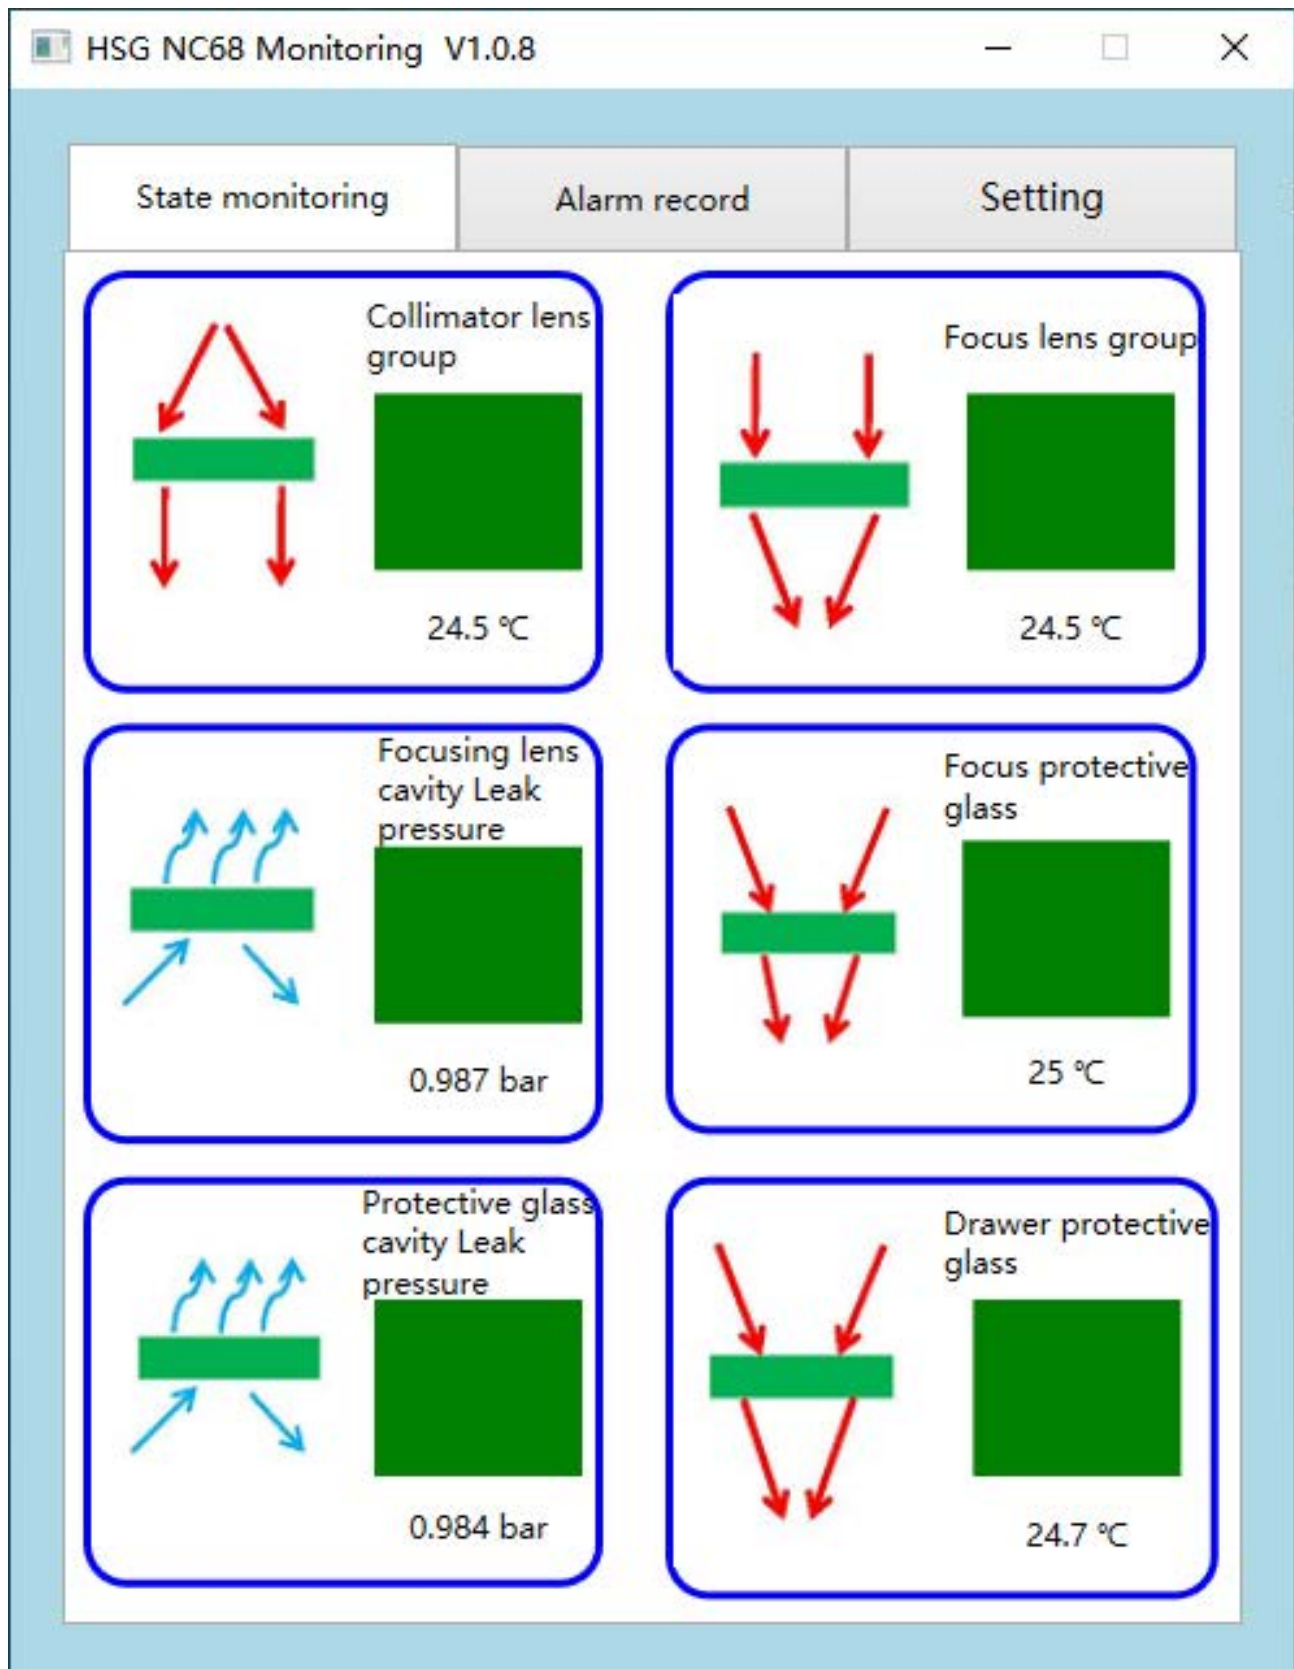 HSG NC68 Monitoring  V1.0.8
State monitoring
Alarm record
Setting
Collimator lens
group
24.5 ℃
Focus lens group
24.5 ℃
Focusing lens
cavity Leak
pressure
0.987 bar
Focus protective
glass
25 ℃
Protective glass
cavity Leak
pressure
0.984 bar
Drawer protective
glass
24.7 ℃